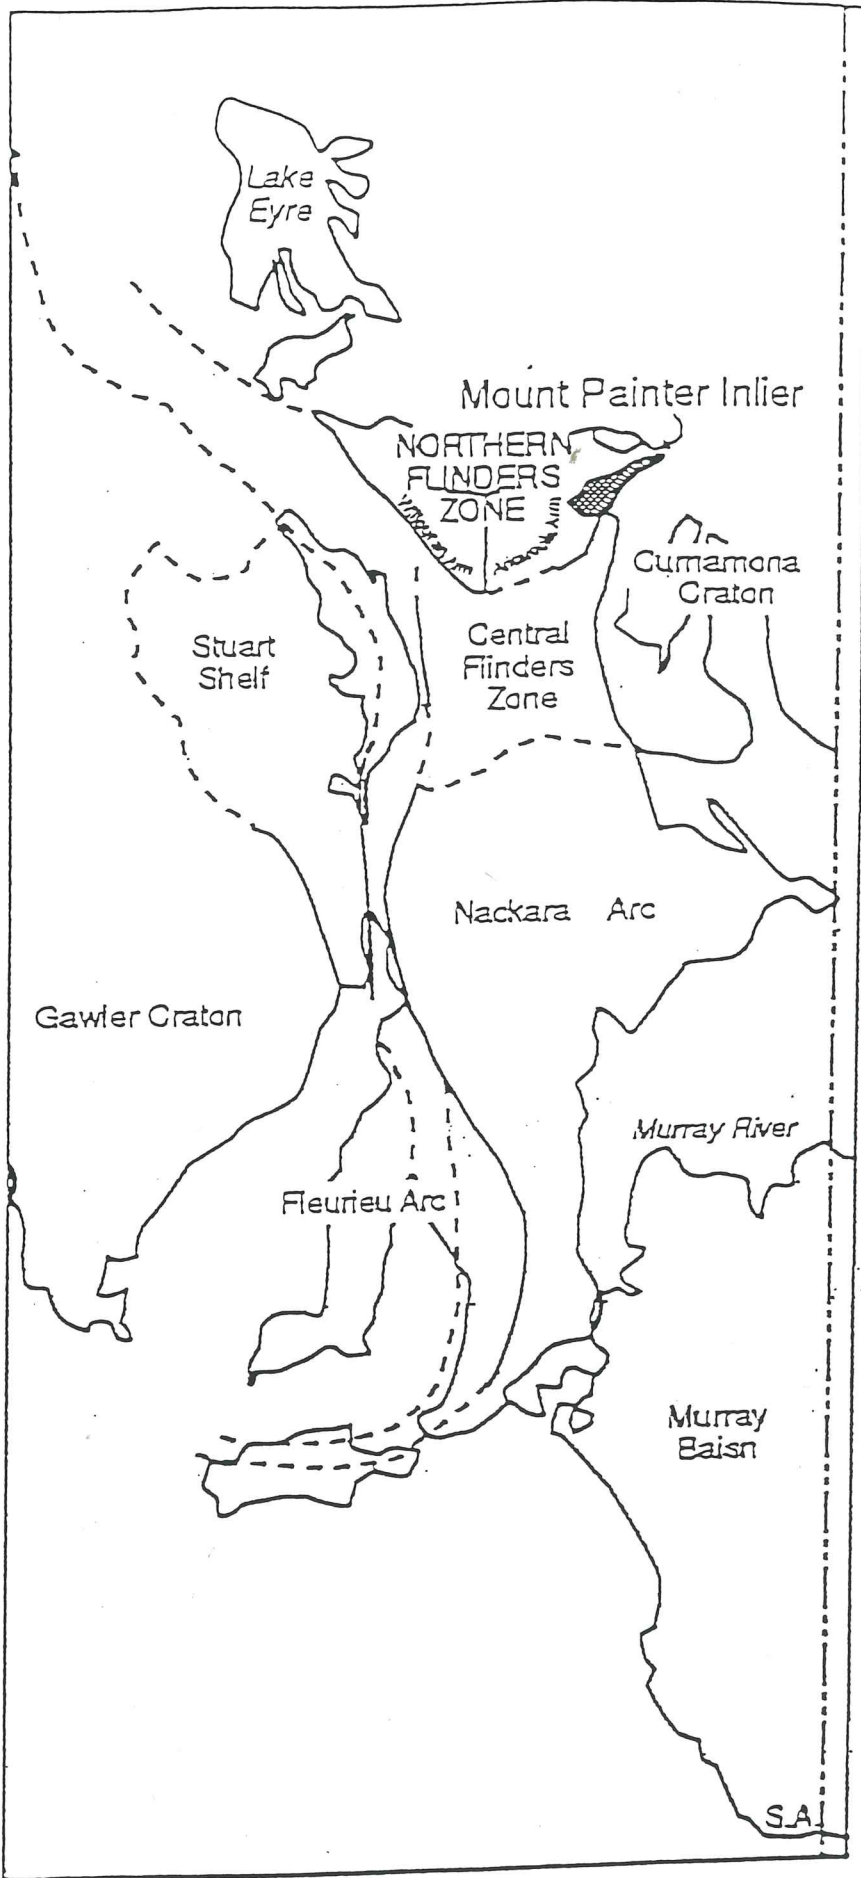 Lake
Eyre
Mount Painter Inlier
NORTHERN
FLINDERS
ZONE
Curnamona
Craton
Central
Flinders
Zone
Stuart
Shelf
Nackara Arc
Gawler Craton
Murray River
Fleurieu Arc
Murray
Baisn
S.A.